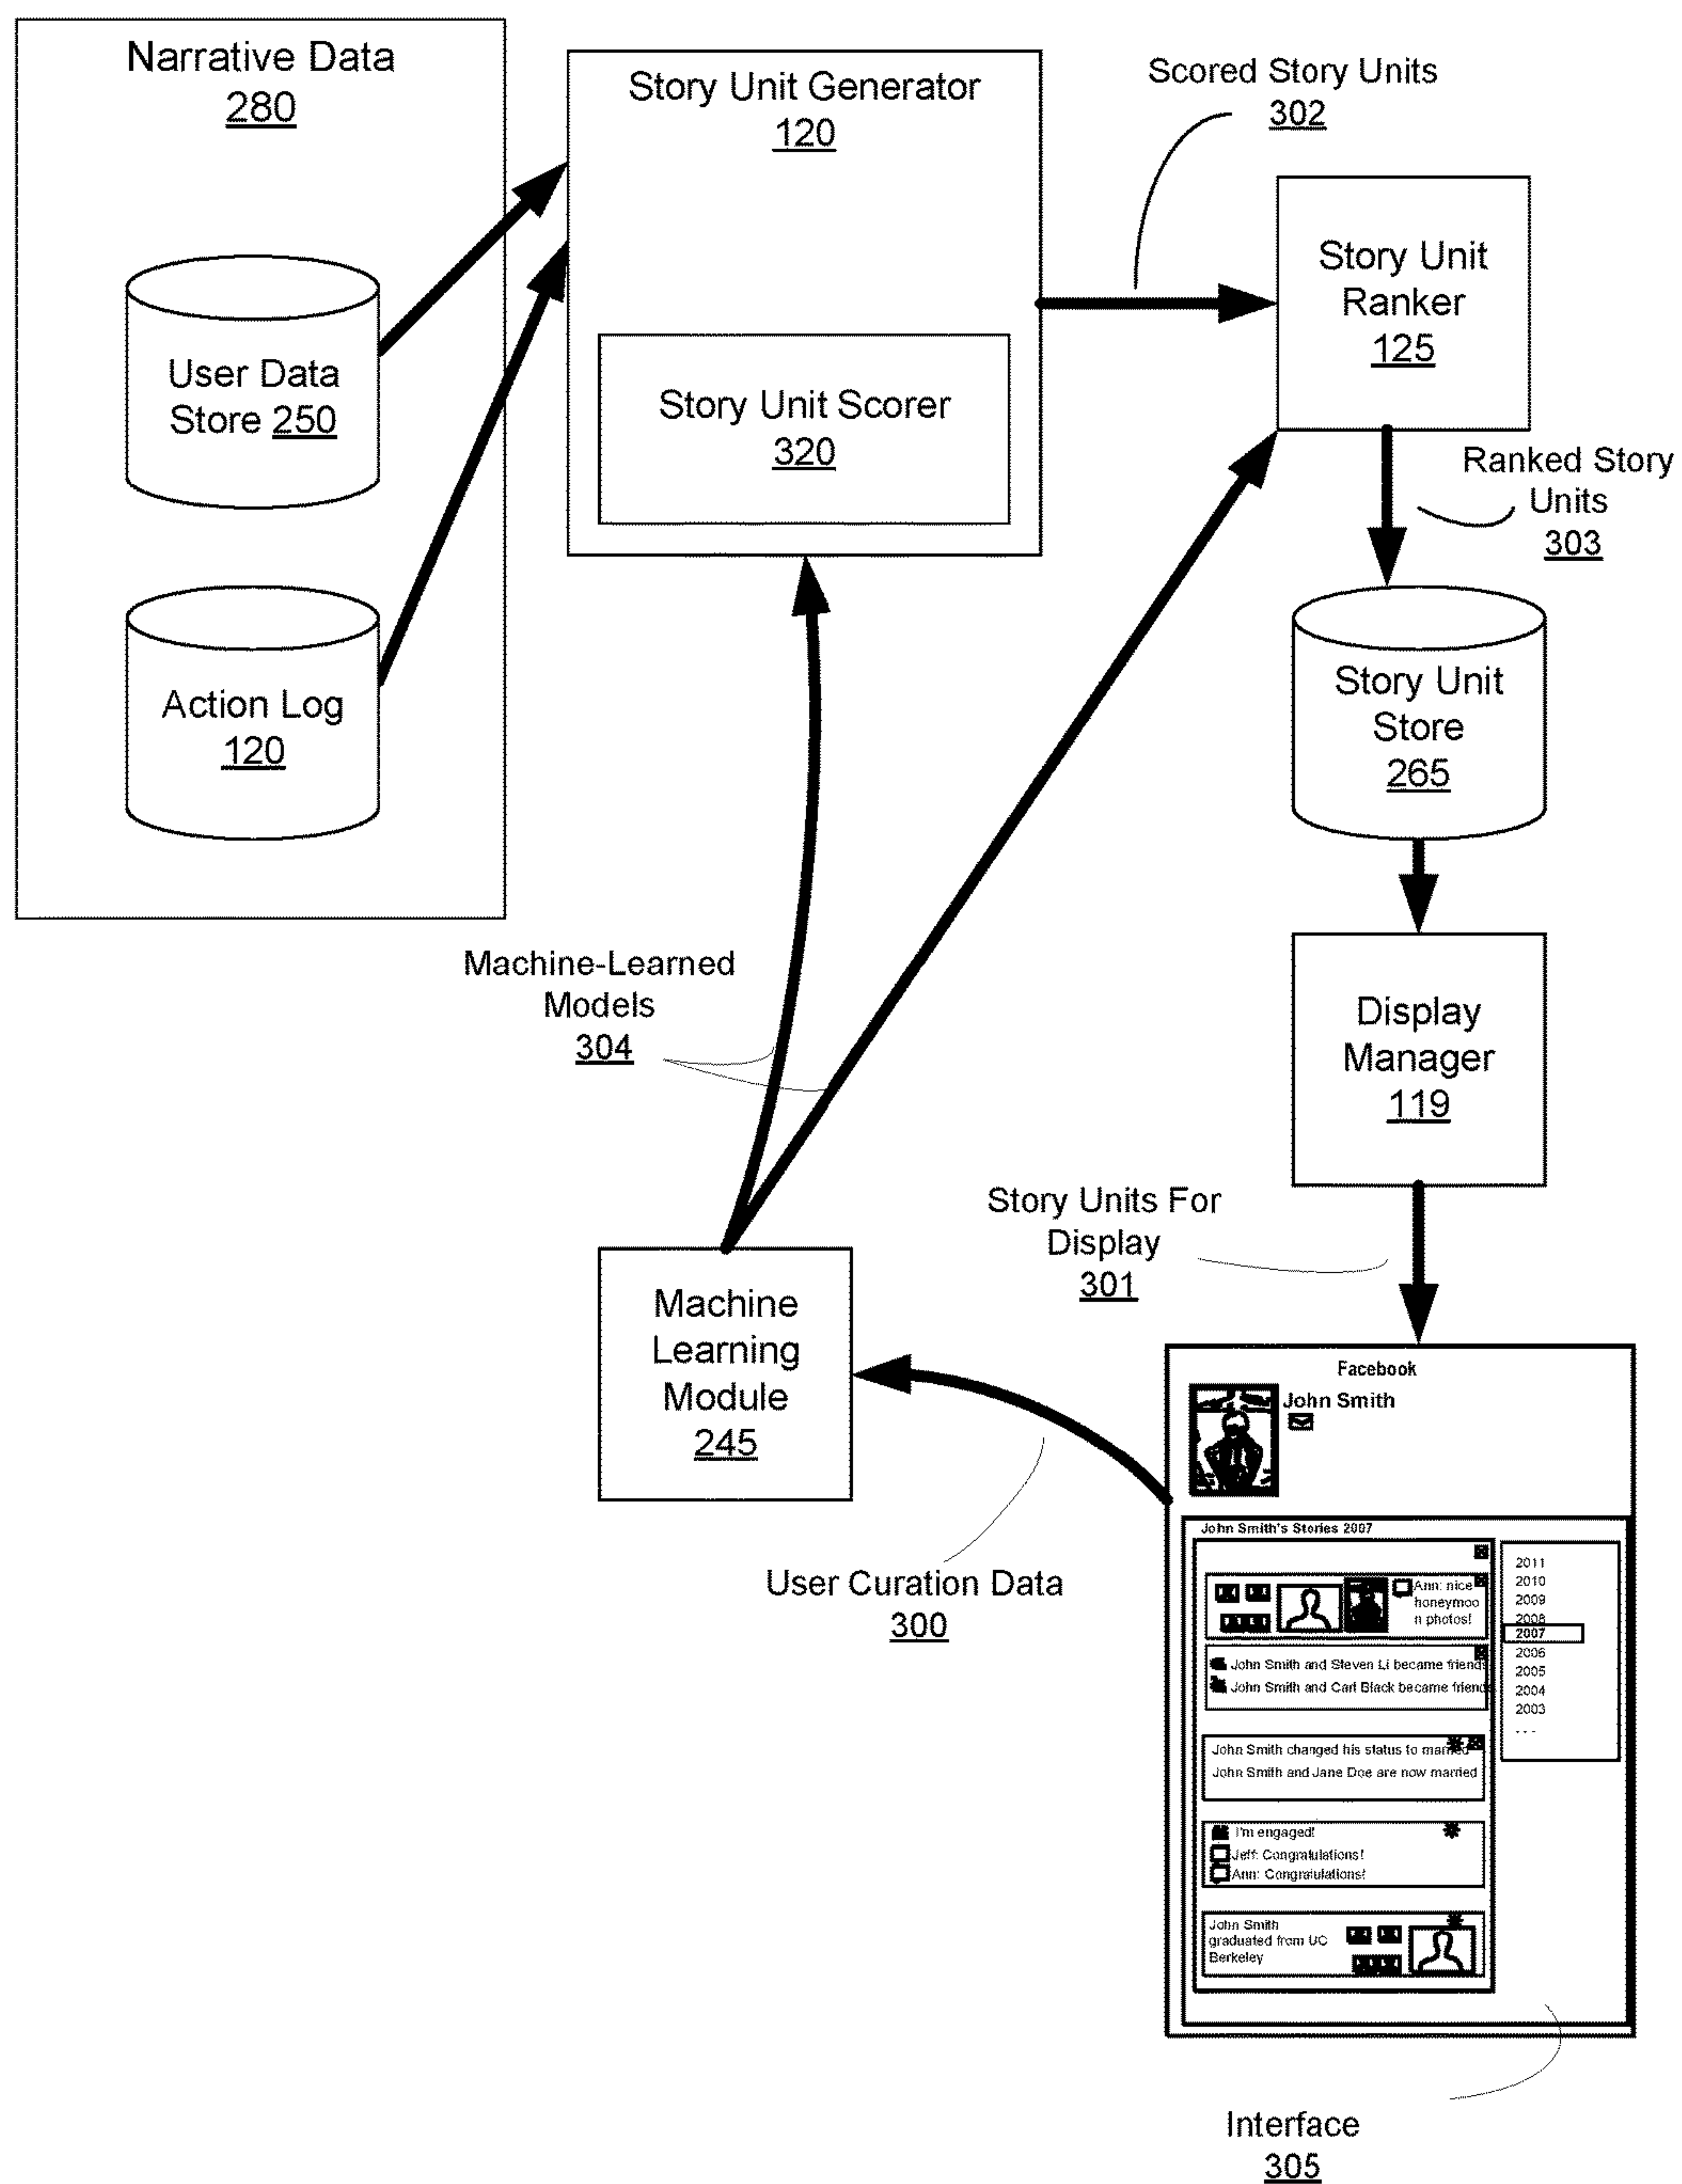 Narrative Data
280
User Data
Store 250
Action Log
120
Story Unit Generator
120
Story Unit Scorer
320
Scored Story Units
302
Story Unit
Ranker
125
Ranked Story
Units
303
Story Unit
Store
265
Display
Manager
119
Machine-Learned
Models
304
Story Units For
Display
301
Machine
Learning
Module
245
User Curation Data
300
Facebook
John Smith
John Smith's Stories 2007
Ann: nice
honeymoo
n photos!
John Smith and Steven Li became friends
John Smith and Carl Black became friends
John Smith changed his status to married
John Smith and Jane Doe are now married
I'm engaged!
Jeff: Congratulations!
Ann: Congratulations!
John Smith
graduated from UC
Berkeley
2011
2010
2009
2008
2007
2006
2005
2004
2003
...
Interface
305